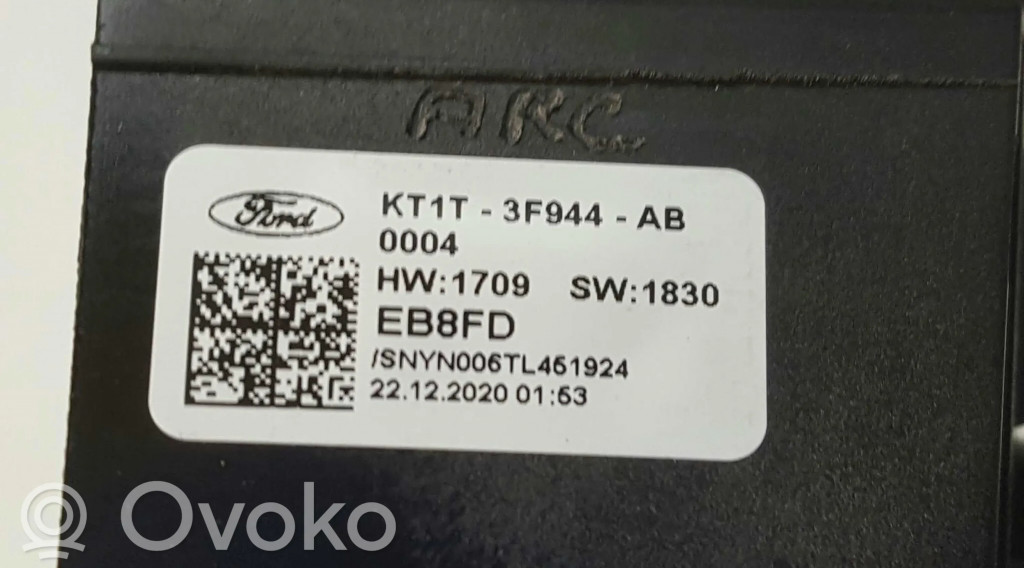 ARC
Ford
KT1T - 3F944 - AB
0004
HW:1709 SW:1830
EB8FD
/SNYN006TL461924
22.12.2020 01:53
Ovoko